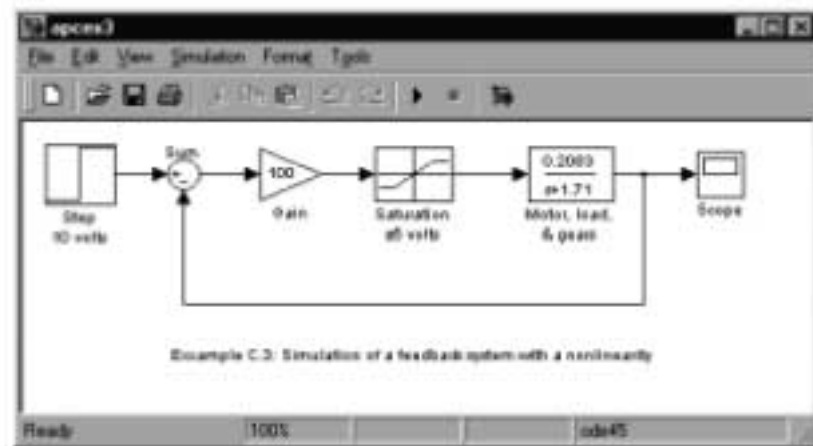 apcex3
File Edit View Simulation Format Tools
Sum
+
-
100
0.2083
s+1.71
Step
10 volts
Gain
Saturation
±5 volts
Motor, load,
& gears
Scope
Example C.3: Simulation of a feedback system with a nonlinearity
Ready 100% ode45